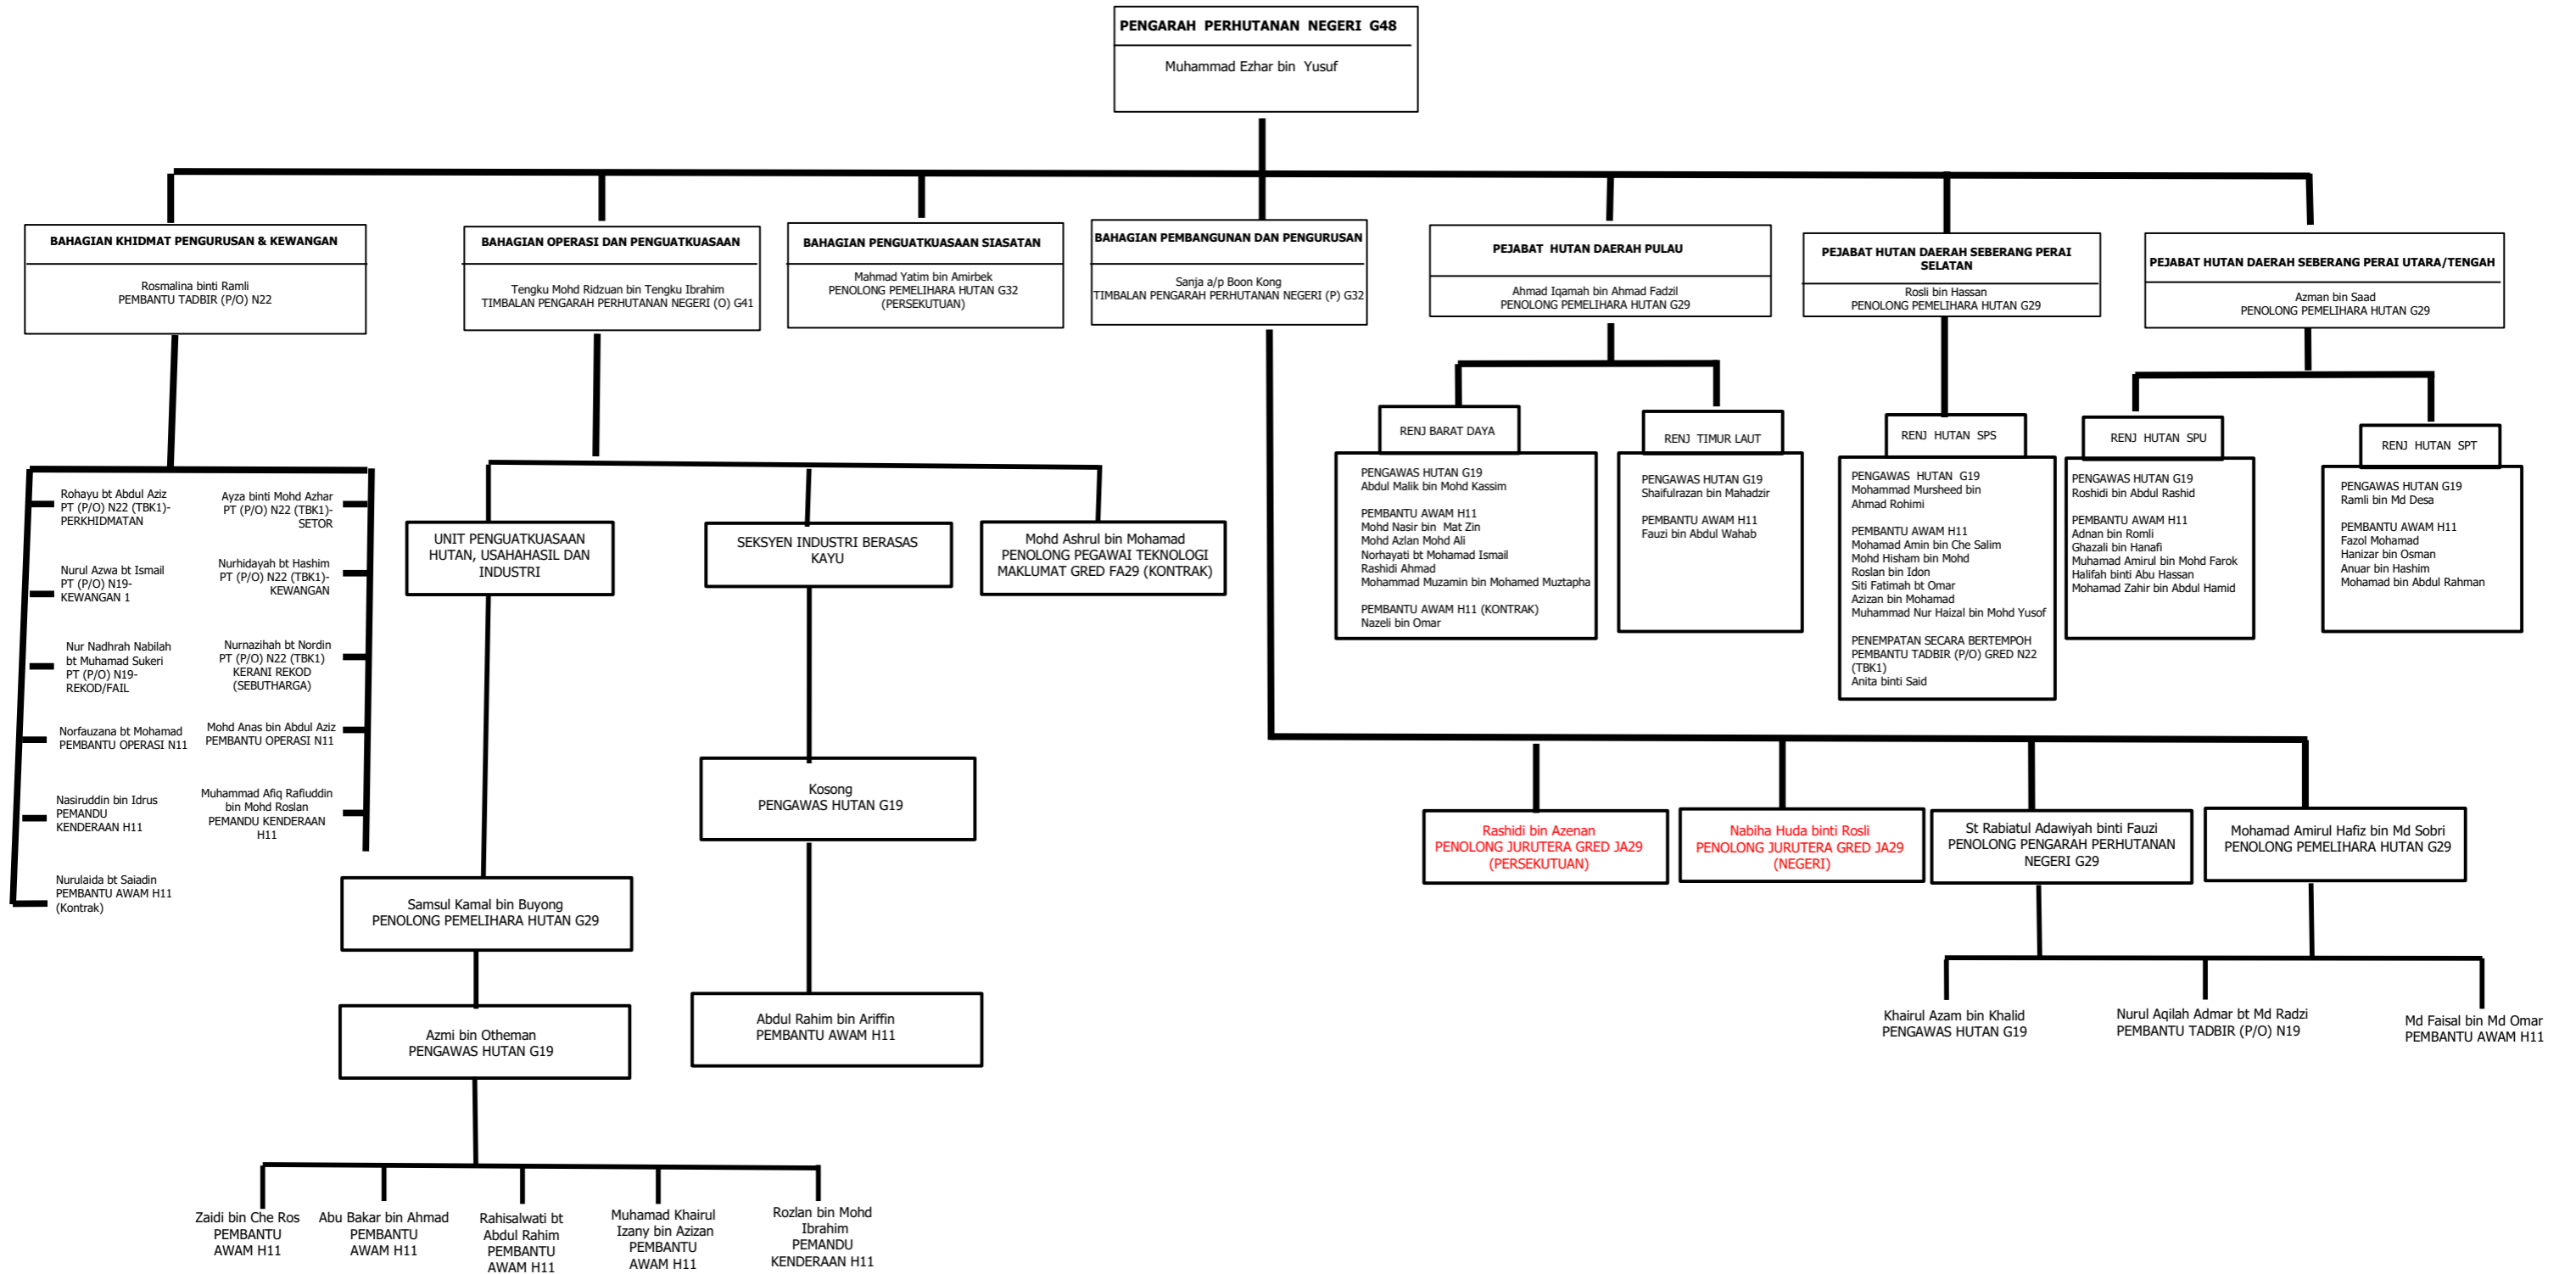 PENGARAH PERHUTANAN NEGERI G48
Muhammad Ezhar bin Yusuf
BAHAGIAN KHIDMAT PENGURUSAN & KEWANGAN
Rosmalina binti Ramli
PEMBANTU TADBIR (P/O) N22
BAHAGIAN OPERASI DAN PENGUATKUASAAN
Tengku Mohd Ridzuan bin Tengku Ibrahim
TIMBALAN PENGARAH PERHUTANAN NEGERI (O) G41
BAHAGIAN PENGUATKUASAAN SIASATAN
Mahmad Yatim bin Amirbek
PENOLONG PEMELIHARA HUTAN G32
(PERSEKUTUAN)
BAHAGIAN PEMBANGUNAN DAN PENGURUSAN
Sanja a/p Boon Kong
TIMBALAN PENGARAH PERHUTANAN NEGERI (P) G32
PEJABAT HUTAN DAERAH PULAU
Ahmad Iqamah bin Ahmad Fadzil
PENOLONG PEMELIHARA HUTAN G29
PEJABAT HUTAN DAERAH SEBERANG PERAI
SELATAN
Rosli bin Hassan
PENOLONG PEMELIHARA HUTAN G29
PEJABAT HUTAN DAERAH SEBERANG PERAI UTARA/TENGAH
Azman bin Saad
PENOLONG PEMELIHARA HUTAN G29
Rohayu bt Abdul Aziz
PT (P/O) N22 (TBK1)-
PERKHIDMATAN
Nurul Azwa bt Ismail
PT (P/O) N19-
KEWANGAN 1
Nur Nadhrah Nabilah
bt Muhamad Sukeri
PT (P/O) N19-
REKOD/FAIL
Norfauzana bt Mohamad
PEMBANTU OPERASI N11
Nasiruddin bin Idrus
PEMANDU
KENDERAAN H11
Nurulaida bt Saiadin
PEMBANTU AWAM H11
(Kontrak)
Ayza binti Mohd Azhar
PT (P/O) N22 (TBK1)-
SETOR
Nurhidayah bt Hashim
PT (P/O) N22 (TBK1)-
KEWANGAN
Nurnazihah bt Nordin
PT (P/O) N22 (TBK1)
KERANI REKOD
(SEBUTHARGA)
Mohd Anas bin Abdul Aziz
PEMBANTU OPERASI N11
Muhammad Afiq Rafiuddin
bin Mohd Roslan
PEMANDU KENDERAAN
H11
UNIT PENGUATKUASAAN
HUTAN, USAHAHASIL DAN
INDUSTRI
SEKSYEN INDUSTRI BERASAS
KAYU
Mohd Ashrul bin Mohamad
PENOLONG PEGAWAI TEKNOLOGI
MAKLUMAT GRED FA29 (KONTRAK)
Kosong
PENGAWAS HUTAN G19
Abdul Rahim bin Ariffin
PEMBANTU AWAM H11
Samsul Kamal bin Buyong
PENOLONG PEMELIHARA HUTAN G29
Azmi bin Otheman
PENGAWAS HUTAN G19
Zaidi bin Che Ros
PEMBANTU
AWAM H11
Abu Bakar bin Ahmad
PEMBANTU
AWAM H11
Rahisalwati bt
Abdul Rahim
PEMBANTU
AWAM H11
Muhamad Khairul
Izany bin Azizan
PEMBANTU
AWAM H11
Rozlan bin Mohd
Ibrahim
PEMANDU
KENDERAAN H11
RENJ BARAT DAYA
PENGAWAS HUTAN G19
Abdul Malik bin Mohd Kassim
PEMBANTU AWAM H11
Mohd Nasir bin Mat Zin
Mohd Azlan Mohd Ali
Norhayati bt Mohamad Ismail
Rashidi Ahmad
Mohammad Muzamin bin Mohamed Muztapha
PEMBANTU AWAM H11 (KONTRAK)
Nazeli bin Omar
RENJ TIMUR LAUT
PENGAWAS HUTAN G19
Shaifulrazan bin Mahadzir
PEMBANTU AWAM H11
Fauzi bin Abdul Wahab
RENJ HUTAN SPS
PENGAWAS HUTAN G19
Mohammad Mursheed bin
Ahmad Rohimi
PEMBANTU AWAM H11
Mohamad Amin bin Che Salim
Mohd Hisham bin Mohd
Roslan bin Idon
Siti Fatimah bt Omar
Azizan bin Mohamad
Muhammad Nur Haizal bin Mohd Yusof
PENEMPATAN SECARA BERTEMPOH
PEMBANTU TADBIR (P/O) GRED N22
(TBK1)
Anita binti Said
RENJ HUTAN SPU
PENGAWAS HUTAN G19
Roshidi bin Abdul Rashid
PEMBANTU AWAM H11
Adnan bin Romli
Ghazali bin Hanafi
Muhamad Amirul bin Mohd Farok
Halifah binti Abu Hassan
Mohamad Zahir bin Abdul Hamid
RENJ HUTAN SPT
PENGAWAS HUTAN G19
Ramli bin Md Desa
PEMBANTU AWAM H11
Fazol Mohamad
Hanizar bin Osman
Anuar bin Hashim
Mohamad bin Abdul Rahman
Rashidi bin Azenan
PENOLONG JURUTERA GRED JA29
(PERSEKUTUAN)
Nabiha Huda binti Rosli
PENOLONG JURUTERA GRED JA29
(NEGERI)
St Rabiatul Adawiyah binti Fauzi
PENOLONG PENGARAH PERHUTANAN
NEGERI G29
Mohamad Amirul Hafiz bin Md Sobri
PENOLONG PEMELIHARA HUTAN G29
Khairul Azam bin Khalid
PENGAWAS HUTAN G19
Nurul Aqilah Admar bt Md Radzi
PEMBANTU TADBIR (P/O) N19
Md Faisal bin Md Omar
PEMBANTU AWAM H11